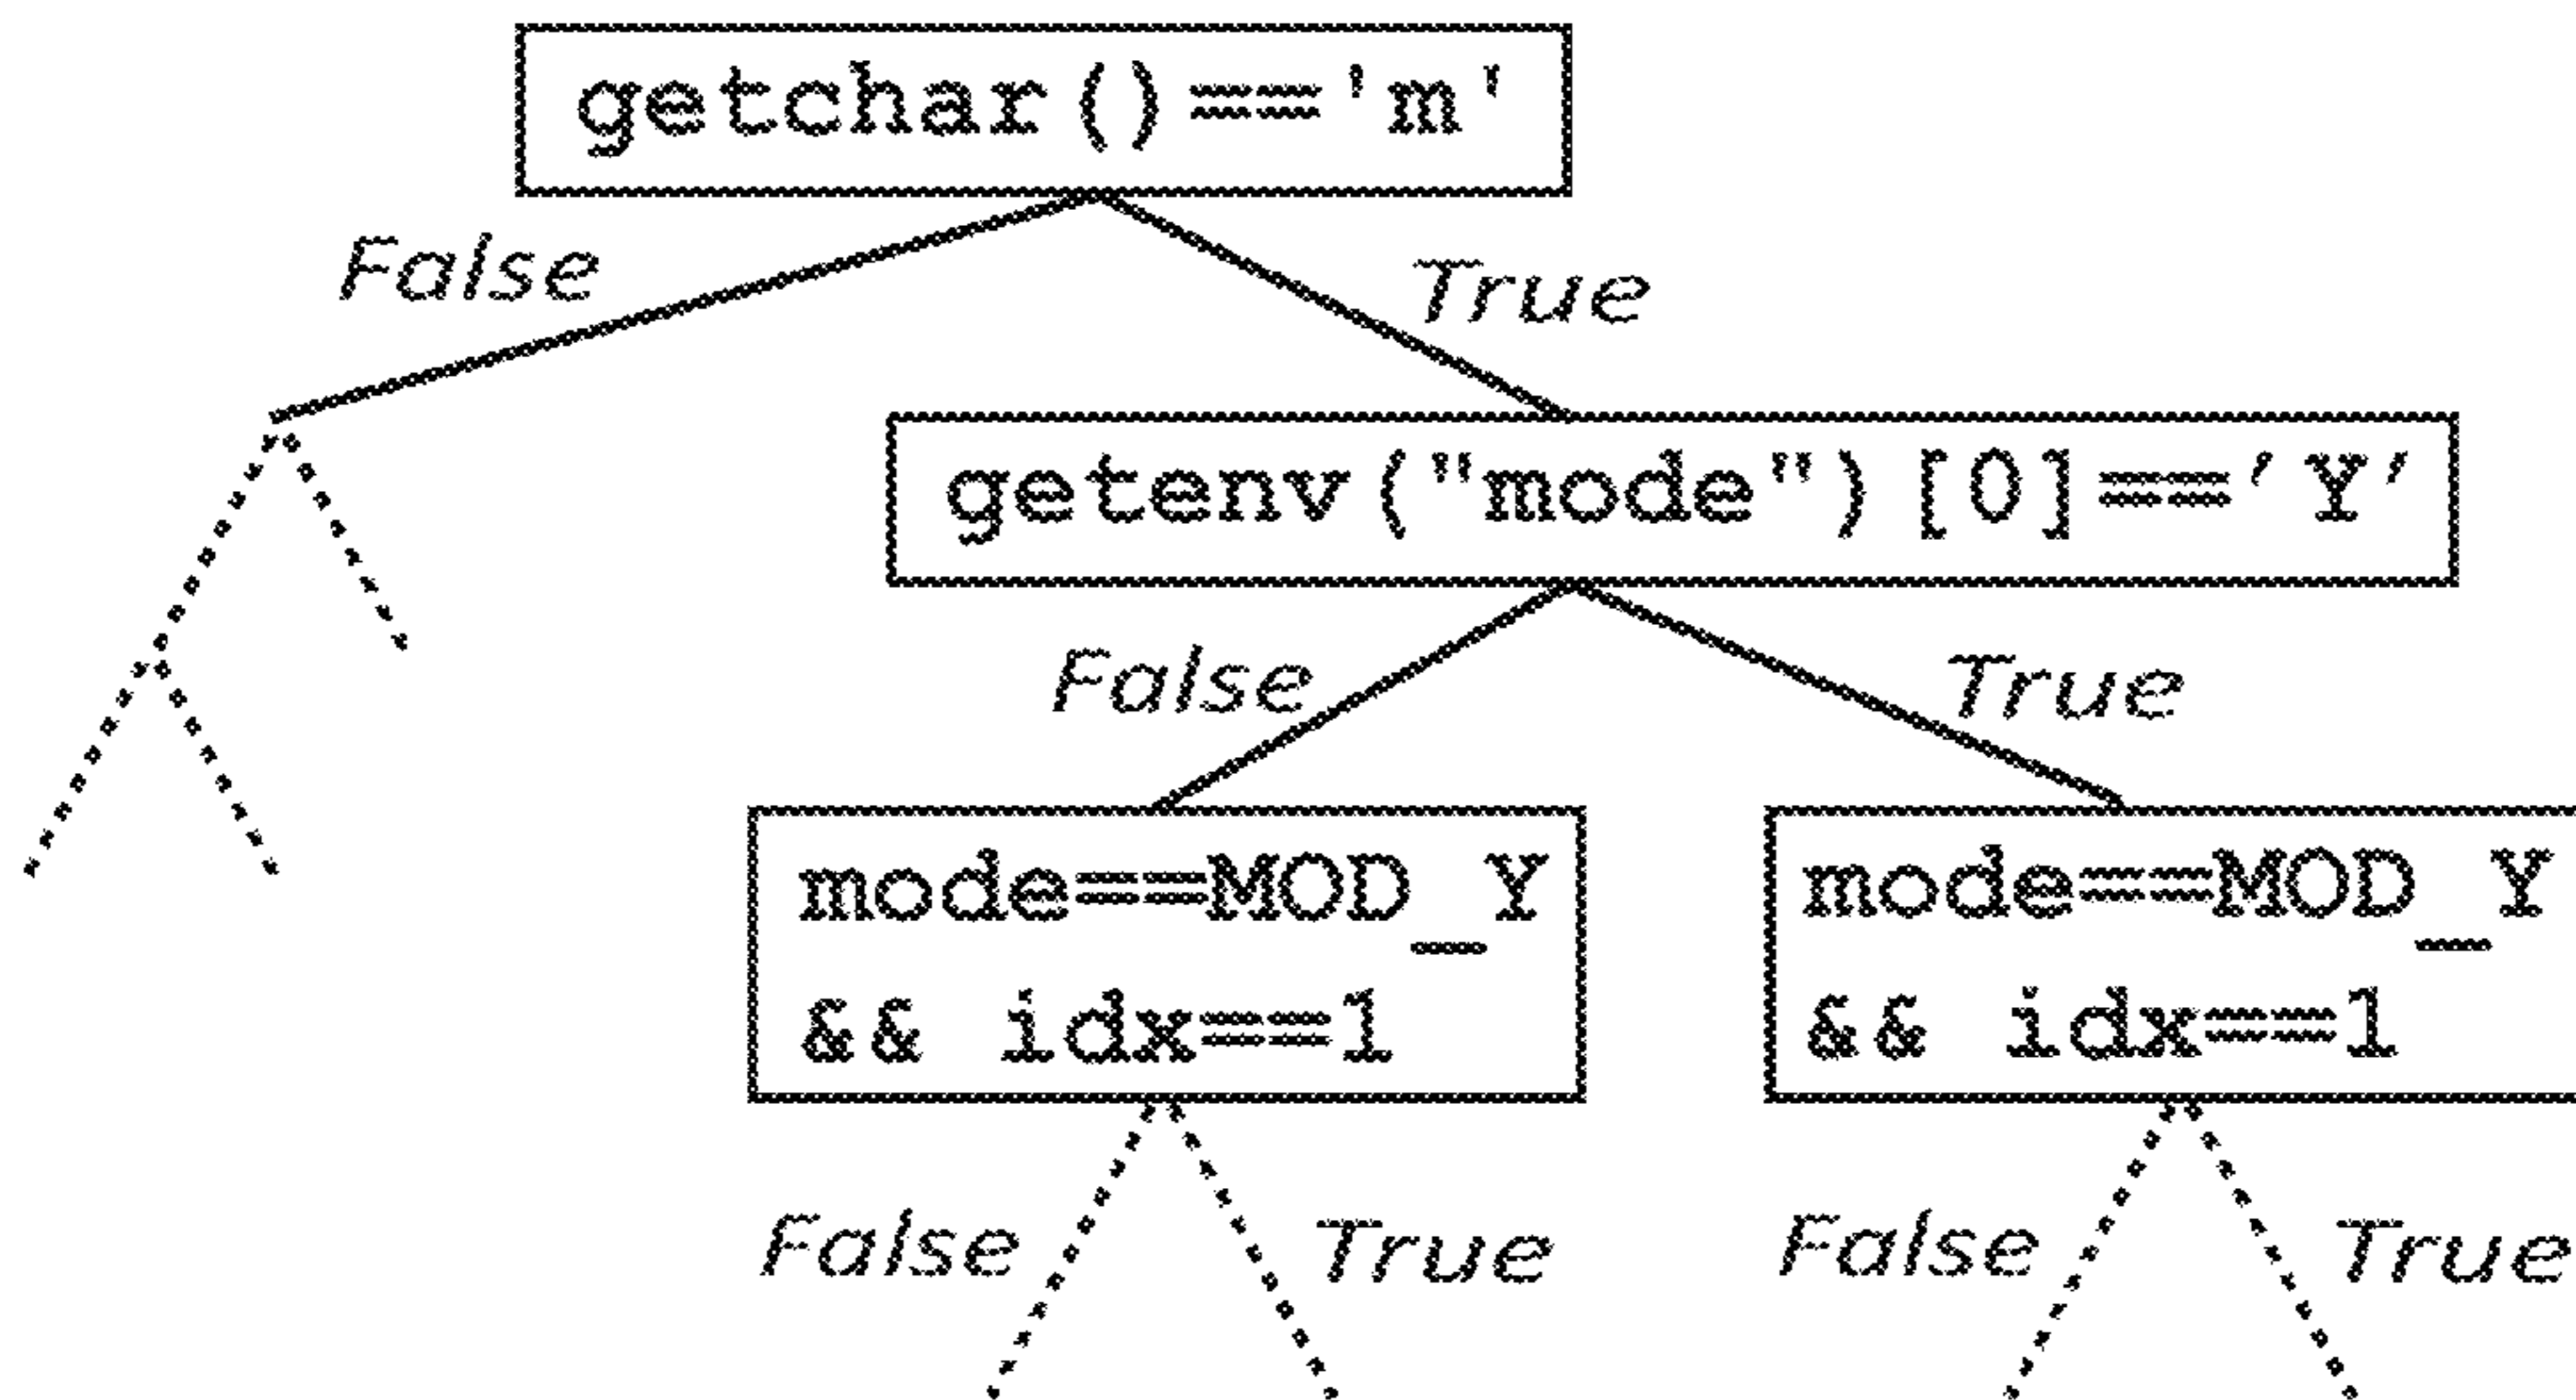 getchar()=='m'
False
True
getenv("mode")[0]=='Y'
False
True
mode==MOD_Y
&& idx==1
mode==MOD_Y
&& idx==1
False
True
False
True